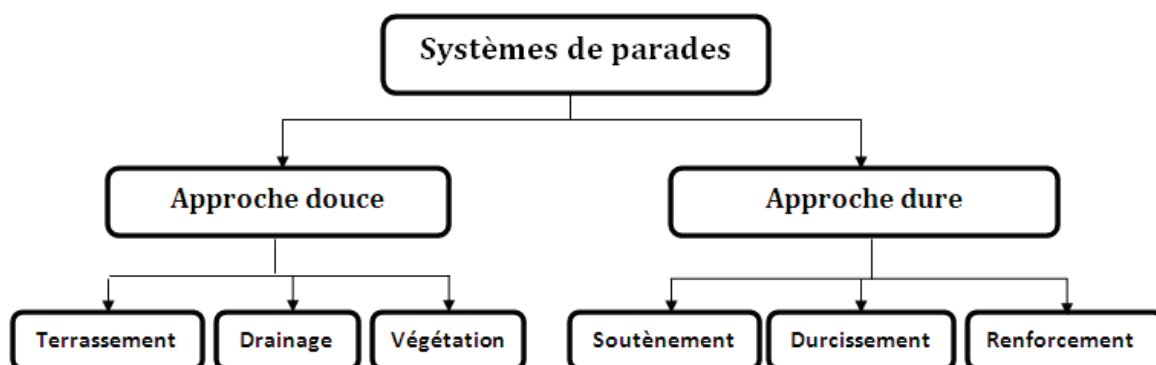 Systèmes de parades
Approche douce
Approche dure
Terrassement
Drainage
Végétation
Soutènement
Durcissement
Renforcement